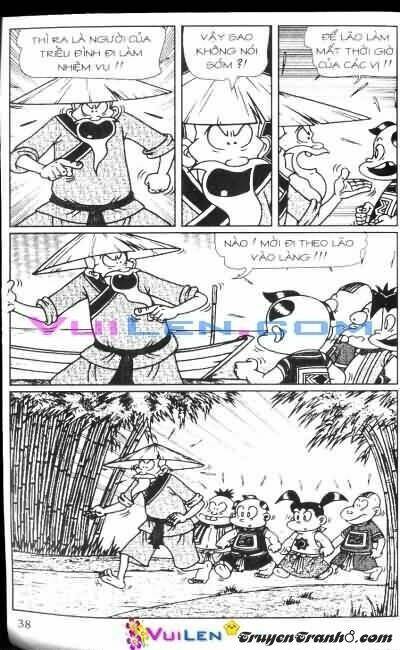 THÌ RA LÀ NGƯỜI CỦA
TRIỀU ĐÌNH ĐI LÀM
NHIỆM VỤ !!
VẬY SAO
KHÔNG NÓI
SỚM ?!
ĐỂ LÃO LÀM
MẤT THỜI GIỜ
CỦA CÁC VỊ !!
NÀO ! MỜI ĐI THEO LÃO
VÀO LÀNG !!!
VUILEN.COM
38
VUILEN
TruyenTranh8.com